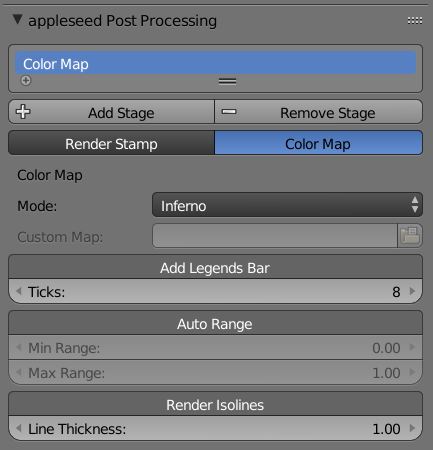 appleseed Post Processing
Color Map
Add Stage Remove Stage
Render Stamp Color Map
Color Map
Mode: Inferno
Custom Map:
Add Legends Bar
Ticks: 8
Auto Range
Min Range: 0.00
Max Range: 1.00
Render Isolines
Line Thickness: 1.00